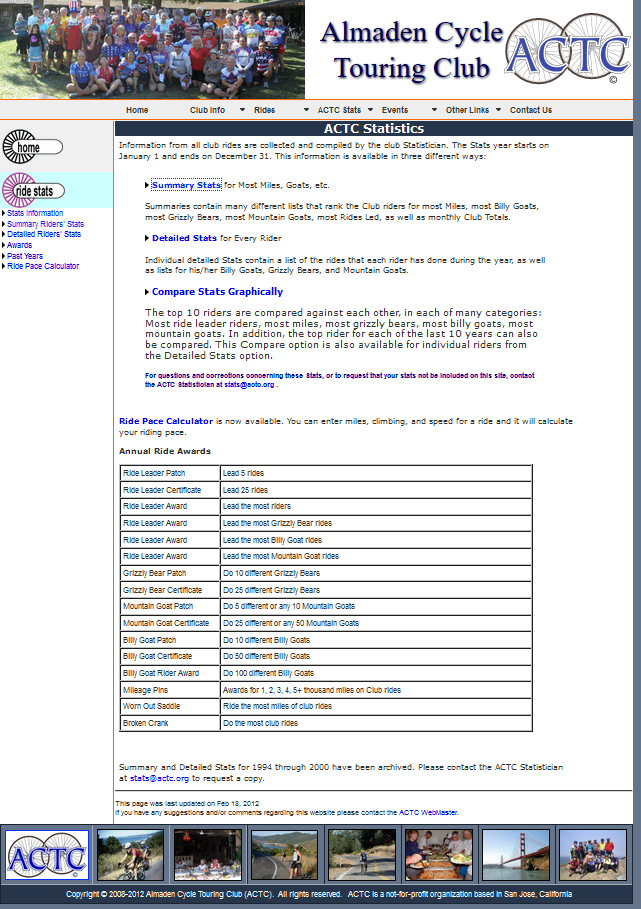 Almaden Cycle
Touring Club
ACTC
©
Home
Club Info
Rides
ACTC Stats
Events
Other Links
Contact Us
home
ride stats
Stats Information
Summary Riders' Stats
Detailed Riders' Stats
Awards
Past Years
Ride Pace Calculator
ACTC Statistics
Information from all club rides are collected and compiled by the club Statistician. The Stats year starts on
January 1 and ends on December 31. This information is available in three different ways:
Summary Stats for Most Miles, Goats, etc.
Summaries contain many different lists that rank the Club riders for most Miles, most Billy Goats,
most Grizzly Bears, most Mountain Goats, most Rides Led, as well as monthly Club Totals.
Detailed Stats for Every Rider
Individual detailed Stats contain a list of the rides that each rider has done during the year, as well
as lists for his/her Billy Goats, Grizzly Bears, and Mountain Goats.
Compare Stats Graphically
The top 10 riders are compared against each other, in each of many categories:
Most ride leader riders, most miles, most grizzly bears, most billy goats, most
mountain goats. In addition, the top rider for each of the last 10 years can also
be compared. This Compare option is also available for individual riders from
the Detailed Stats option.
For questions and corrections concerning these Stats, or to request that your stats not be included on this site, contact
the ACTC Statistician at stats@actc.org .
Ride Pace Calculator is now available. You can enter miles, climbing, and speed for a ride and it will calculate
your riding pace.
Annual Ride Awards
Ride Leader Patch Lead 5 rides
Ride Leader Certificate Lead 25 rides
Ride Leader Award Lead the most riders
Ride Leader Award Lead the most Grizzly Bear rides
Ride Leader Award Lead the most Billy Goat rides
Ride Leader Award Lead the most Mountain Goat rides
Grizzly Bear Patch Do 10 different Grizzly Bears
Grizzly Bear Certificate Do 25 different Grizzly Bears
Mountain Goat Patch Do 5 different or any 10 Mountain Goats
Mountain Goat Certificate Do 25 different or any 50 Mountain Goats
Billy Goat Patch Do 10 different Billy Goats
Billy Goat Certificate Do 50 different Billy Goats
Billy Goat Rider Award Do 100 different Billy Goats
Mileage Pins Awards for 1, 2, 3, 4, 5+ thousand miles on Club rides
Worn Out Saddle Ride the most miles of club rides
Broken Crank Do the most club rides
Summary and Detailed Stats for 1994 through 2000 have been archived. Please contact the ACTC Statistician
at stats@actc.org to request a copy.
This page was last updated on Feb 18, 2012
If you have any suggestions and/or comments regarding this website please contact the ACTC WebMaster.
ACTC
©
Copyright © 2008-2012 Almaden Cycle Touring Club (ACTC). All rights reserved. ACTC is a not-for-profit organization based in San Jose, California